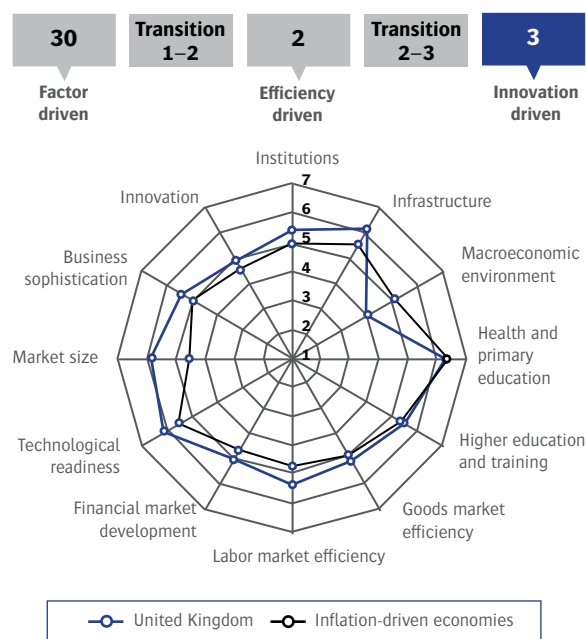 30
Transition
1–2
2
Transition
2–3
3
Factor
driven
Efficiency
driven
Innovation
driven
Institutions
7
6
5
4
3
2
1
Infrastructure
Macroeconomic
environment
Health and
primary
education
Higher education
and training
Goods market
efficiency
Labor market efficiency
Financial market
development
Technological
readiness
Market size
Business
sophistication
Innovation
United Kingdom
Inflation-driven economies